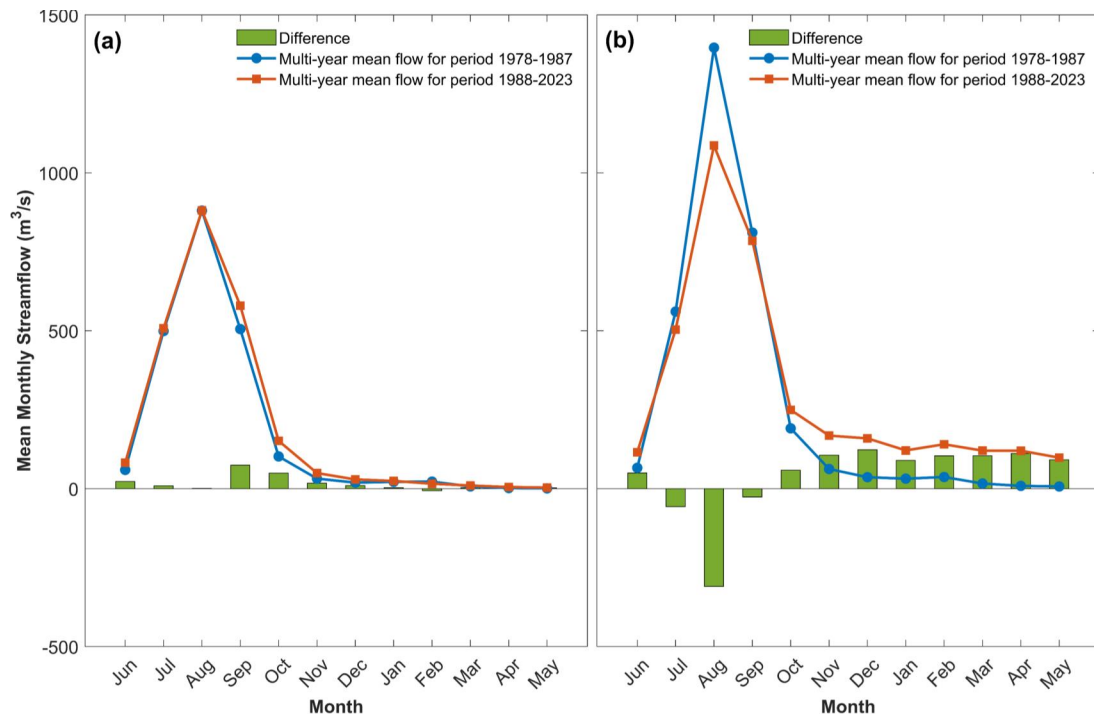 1500
1000
500
0
-500
Mean Monthly Streamflow (m³/s)
(a)
Difference
Multi-year mean flow for period 1978-1987
Multi-year mean flow for period 1988-2023
Jun Jul Aug Sep Oct Nov Dec Jan Feb Mar Apr May
Month
(b)
Difference
Multi-year mean flow for period 1978-1987
Multi-year mean flow for period 1988-2023
Jun Jul Aug Sep Oct Nov Dec Jan Feb Mar Apr May
Month